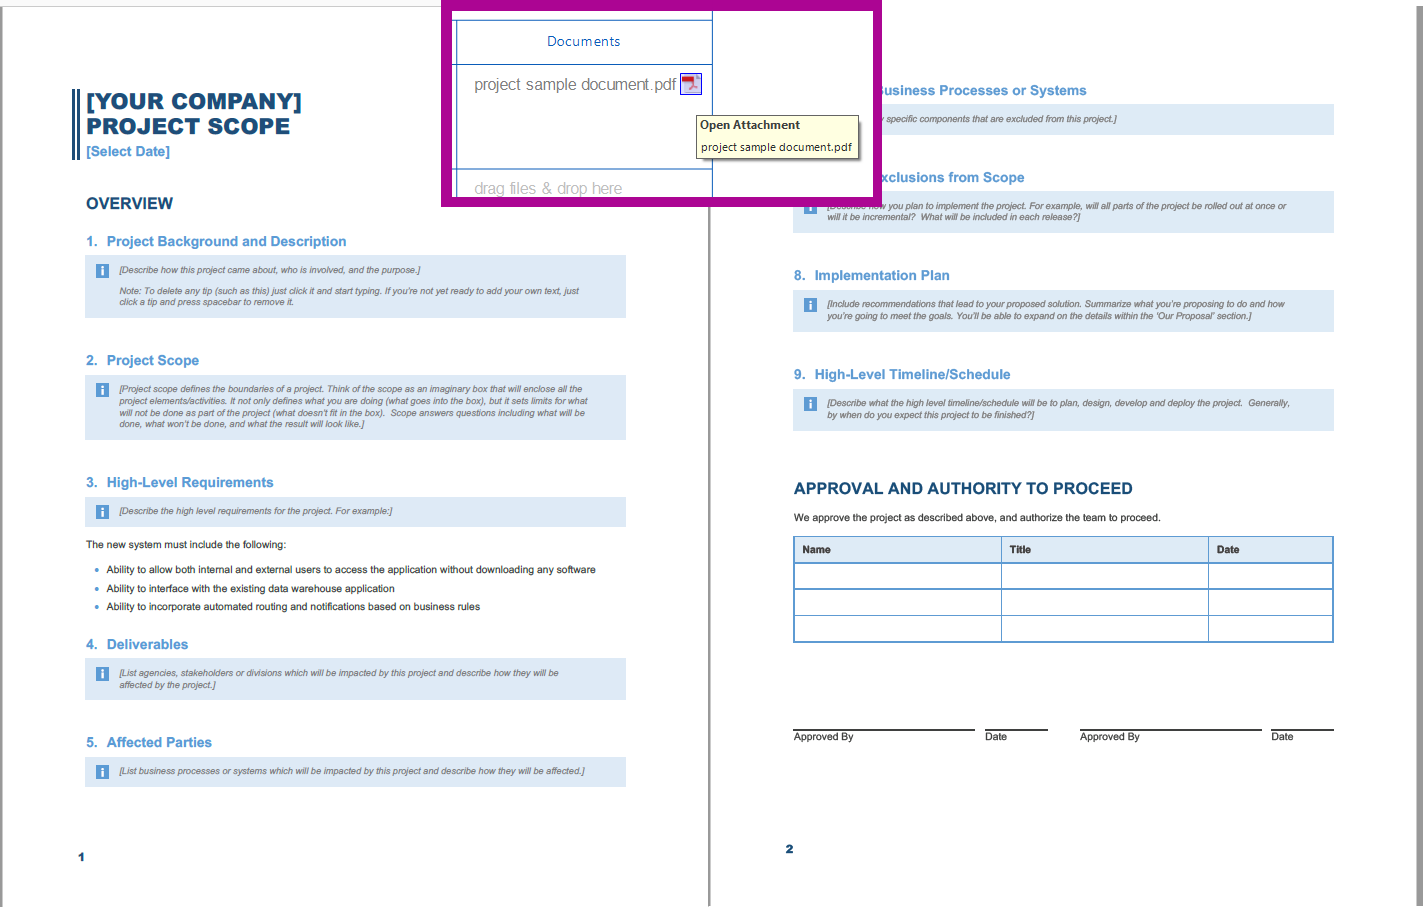 Documents
project sample document.pdf
Open Attachment
project sample document.pdf
drag files & drop here
[YOUR COMPANY]
PROJECT SCOPE
[Select Date]
OVERVIEW
1. Project Background and Description
[Describe how this project came about, who is involved, and the purpose.]
Note: To delete any tip (such as this) just click it and start typing. If you're not yet ready to add your own text, just
click a tip and press spacebar to remove it.
2. Project Scope
[Project scope defines the boundaries of a project. Think of the scope as an imaginary box that will enclose all the
project elements/activities. It not only defines what you are doing (what goes into the box), but it sets limits for what
will not be done as part of the project (what doesn't fit in the box). Scope answers questions including what will be
done, what won't be done, and what the result will look like.]
3. High-Level Requirements
[Describe the high level requirements for the project. For example:]
The new system must include the following:
• Ability to allow both internal and external users to access the application without downloading any software
• Ability to interface with the existing data warehouse application
• Ability to incorporate automated routing and notifications based on business rules
4. Deliverables
[List agencies, stakeholders or divisions which will be impacted by this project and describe how they will be
affected by the project.]
5. Affected Parties
[List business processes or systems which will be impacted by this project and describe how they will be affected.]
1
Business Processes or Systems
specific components that are excluded from this project.]
Exclusions from Scope
you plan to implement the project. For example, will all parts of the project be rolled out at once or
will it be incremental? What will be included in each release?]
8. Implementation Plan
[Include recommendations that lead to your proposed solution. Summarize what you're proposing to do and how
you're going to meet the goals. You'll be able to expand on the details within the 'Our Proposal' section.]
9. High-Level Timeline/Schedule
[Describe what the high level timeline/schedule will be to plan, design, develop and deploy the project. Generally,
by when do you expect this project to be finished?]
APPROVAL AND AUTHORITY TO PROCEED
We approve the project as described above, and authorize the team to proceed.
Name Title Date
Approved By Date Approved By Date
2